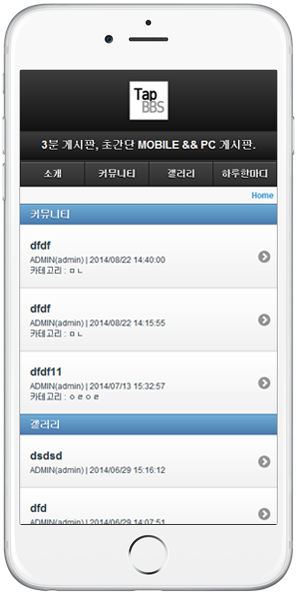 Tap
BBS
3분 게시판, 초간단 MOBILE && PC 게시판.
소개 커뮤니티 갤러리 하루한마디
Home
커뮤니티
dfdf
ADMIN(admin) | 2014/08/22 14:40:00
카테고리 : ㅁㄴ
dfdf
ADMIN(admin) | 2014/08/22 14:15:55
카테고리 : ㅁㄴ
dfdf11
ADMIN(admin) | 2014/07/13 15:32:57
카테고리 : ㅇㄹㅇㄹ
갤러리
dsdsd
ADMIN(admin) | 2014/06/29 15:16:12
dfd
ADMIN(admin) | 2014/06/29 14:07:51